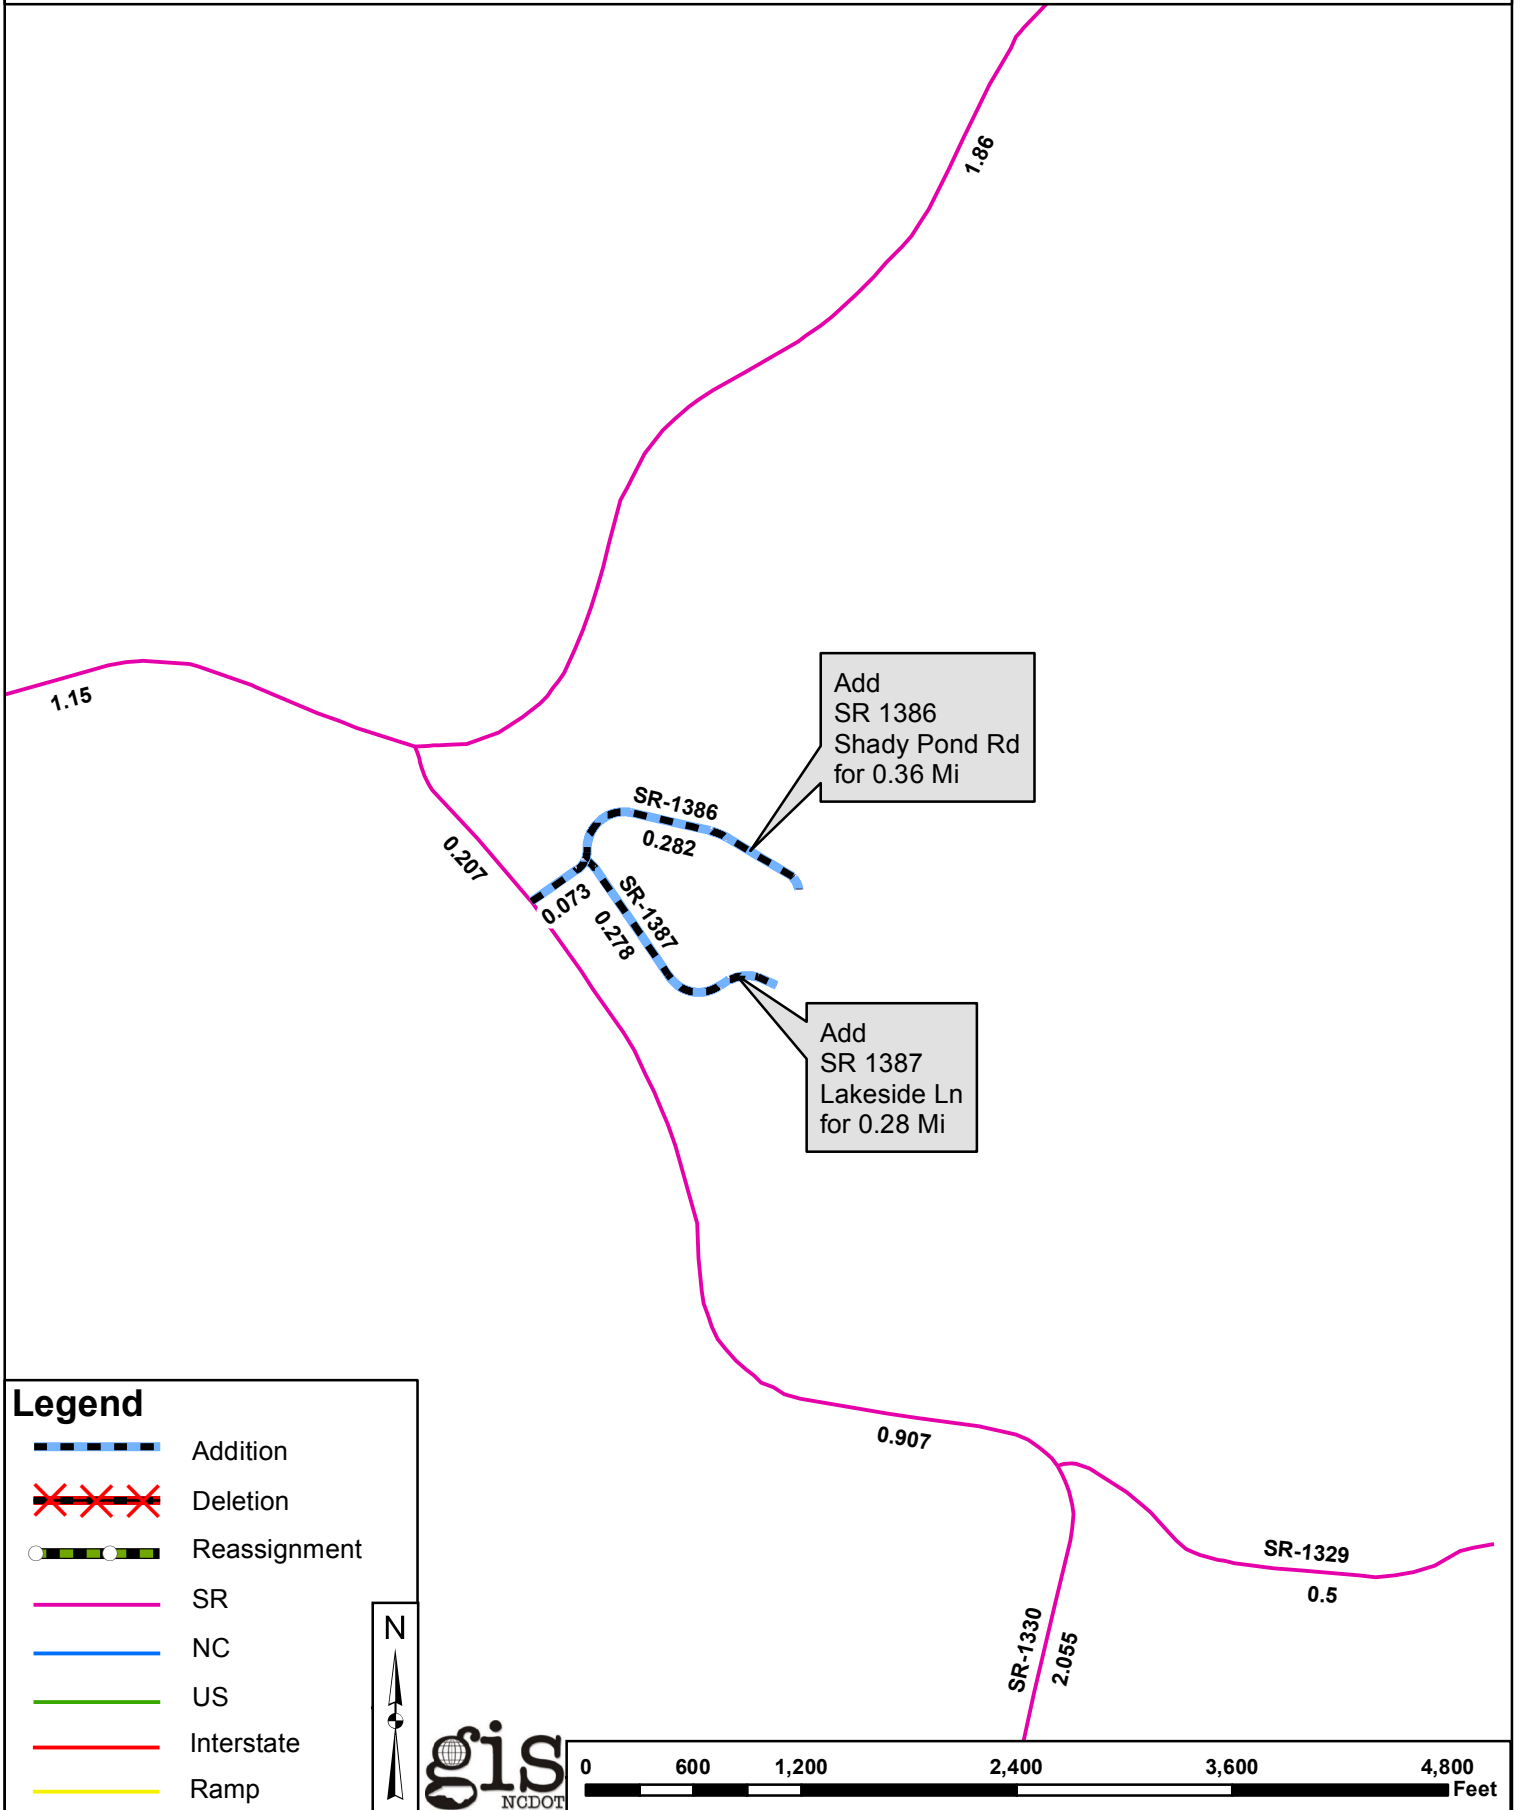 1.86
1.15
Add
SR 1386
Shady Pond Rd
for 0.36 Mi
SR-1386
0.282
0.207
0.073
SR-1387
0.278
Add
SR 1387
Lakeside Ln
for 0.28 Mi
0.907
SR-1329
0.5
SR-1330
2.055
Legend
Addition
Deletion
Reassignment
SR
NC
US
Interstate
Ramp
N
gis
NCDOT
0 600 1,200 2,400 3,600 4,800
Feet